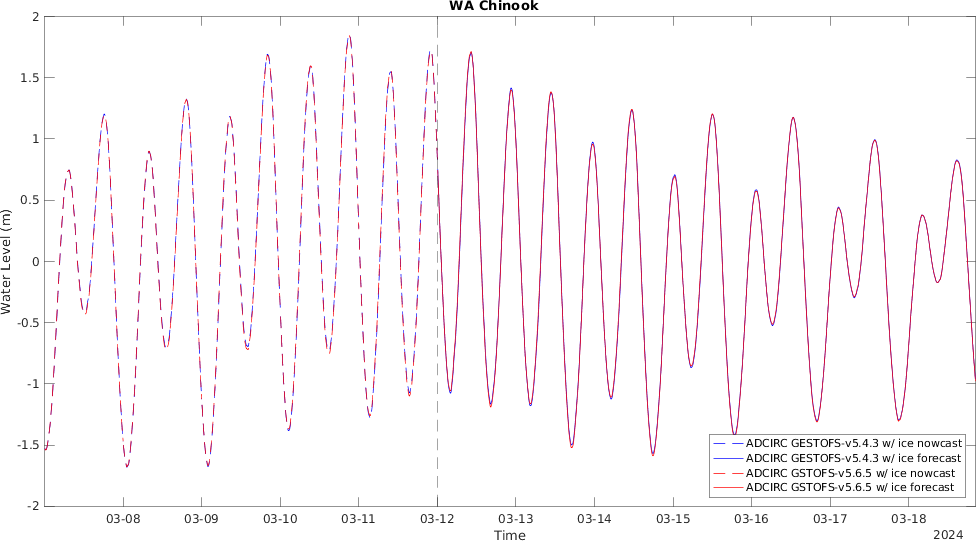 WA Chinook
2
1.5
1
0.5
0
-0.5
-1
-1.5
-2
Water Level (m)
03-08 03-09 03-10 03-11 03-12 03-13 03-14 03-15 03-16 03-17 03-18
Time
2024
ADCIRC GESTOFS-v5.4.3 w/ ice nowcast
ADCIRC GESTOFS-v5.4.3 w/ ice forecast
ADCIRC GSTOFS-v5.6.5 w/ ice nowcast
ADCIRC GSTOFS-v5.6.5 w/ ice forecast